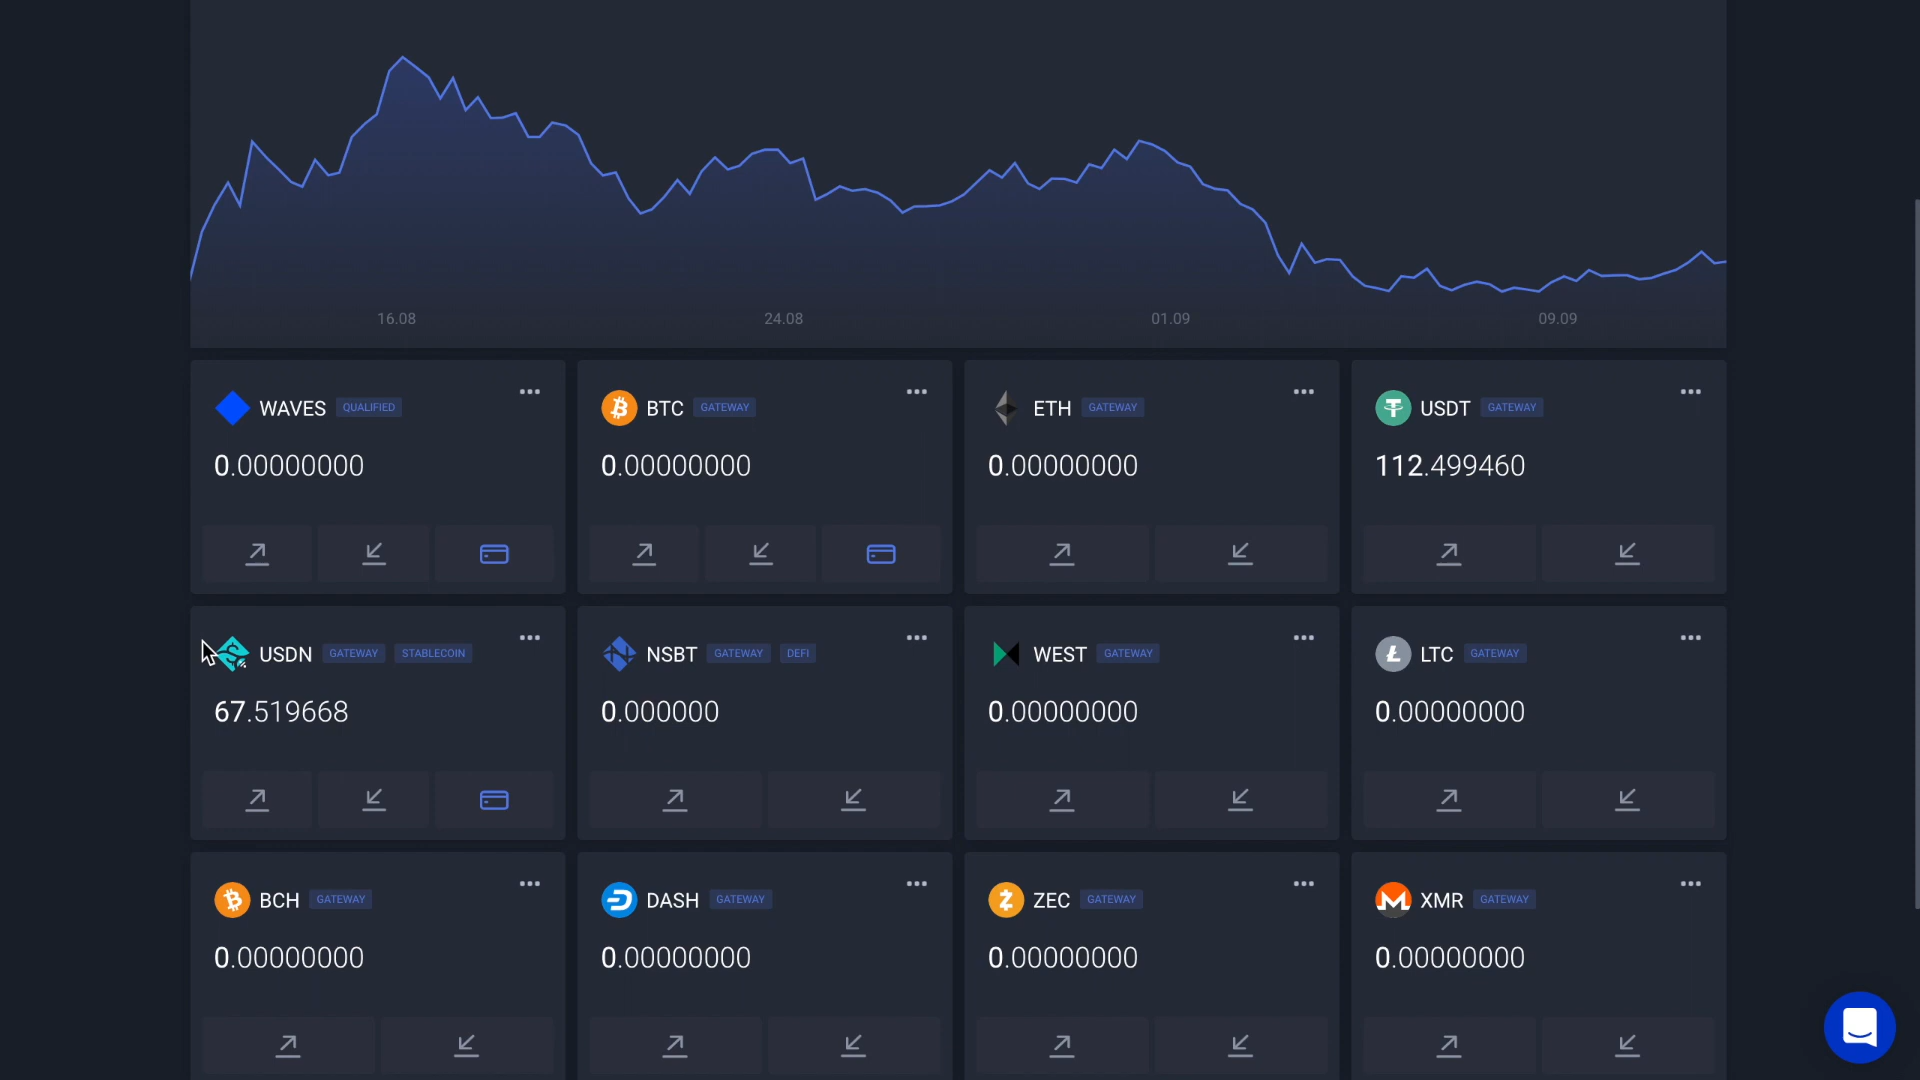 16.08 24.08 01.09 09.09
WAVES QUALIFIED
0.00000000
BTC GATEWAY
0.00000000
ETH GATEWAY
0.00000000
USDT GATEWAY
112.499460
USDN GATEWAY STABLECOIN
67.519668
NSBT GATEWAY DEFI
0.000000
WEST GATEWAY
0.00000000
LTC GATEWAY
0.00000000
BCH GATEWAY
0.00000000
DASH GATEWAY
0.00000000
ZEC GATEWAY
0.00000000
XMR GATEWAY
0.00000000